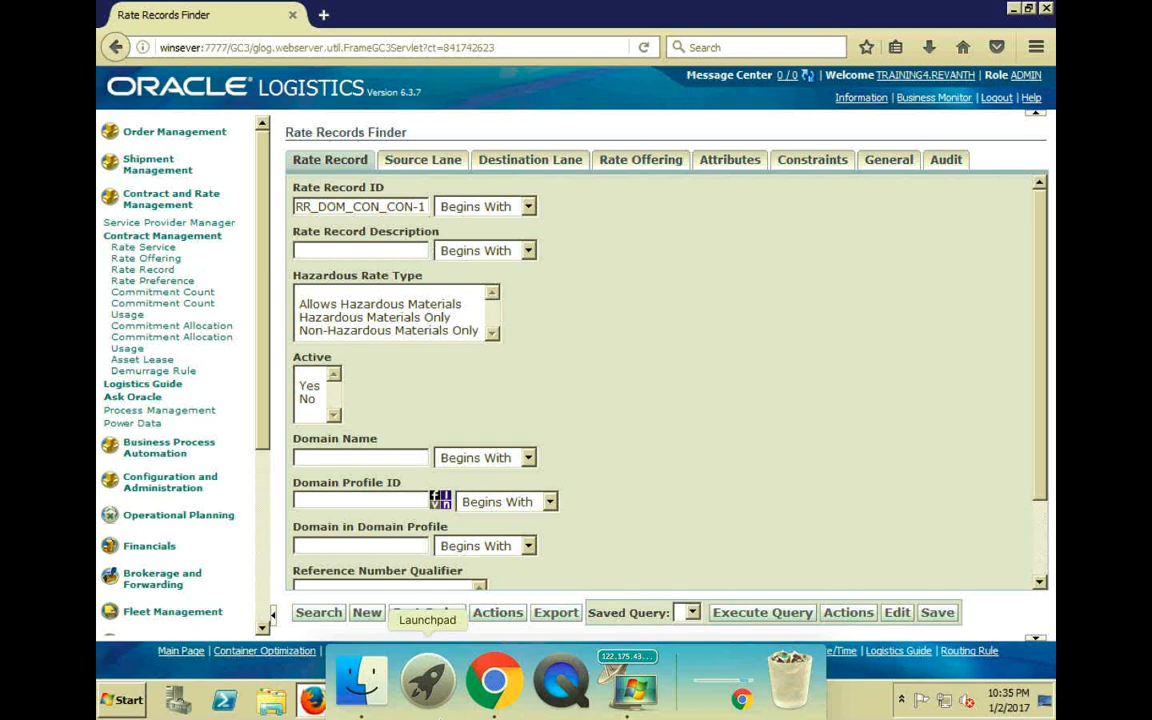 Rate Records Finder
winsever:7777/GC3/glog.webserver.util.FrameGC3Servlet?ct=841742623
Search
ORACLE LOGISTICS Version 6.3.7
Message Center 0 / 0 | Welcome TRAINING4.REVANTH | Role ADMIN
Information | Business Monitor | Logout | Help
Order Management
Shipment
Management
Contract and Rate
Management
Service Provider Manager
Contract Management
Rate Service
Rate Offering
Rate Record
Rate Preference
Commitment Count
Commitment Count
Usage
Commitment Allocation
Commitment Allocation
Usage
Asset Lease
Demurrage Rule
Logistics Guide
Ask Oracle
Process Management
Power Data
Business Process
Automation
Configuration and
Administration
Operational Planning
Financials
Brokerage and
Forwarding
Fleet Management
Rate Records Finder
Rate Record Source Lane Destination Lane Rate Offering Attributes Constraints General Audit
Rate Record ID
RR_DOM_CON_CON-1 Begins With
Rate Record Description
Begins With
Hazardous Rate Type
Allows Hazardous Materials
Hazardous Materials Only
Non-Hazardous Materials Only
Active
Yes
No
Domain Name
Begins With
Domain Profile ID
Begins With
Domain in Domain Profile
Begins With
Reference Number Qualifier
Search New Actions Export Saved Query: Execute Query Actions Edit Save
Launchpad
Main Page | Container Optimization | e/Time | Logistics Guide | Routing Rule
122.175.43...
Start
10:35 PM
1/2/2017